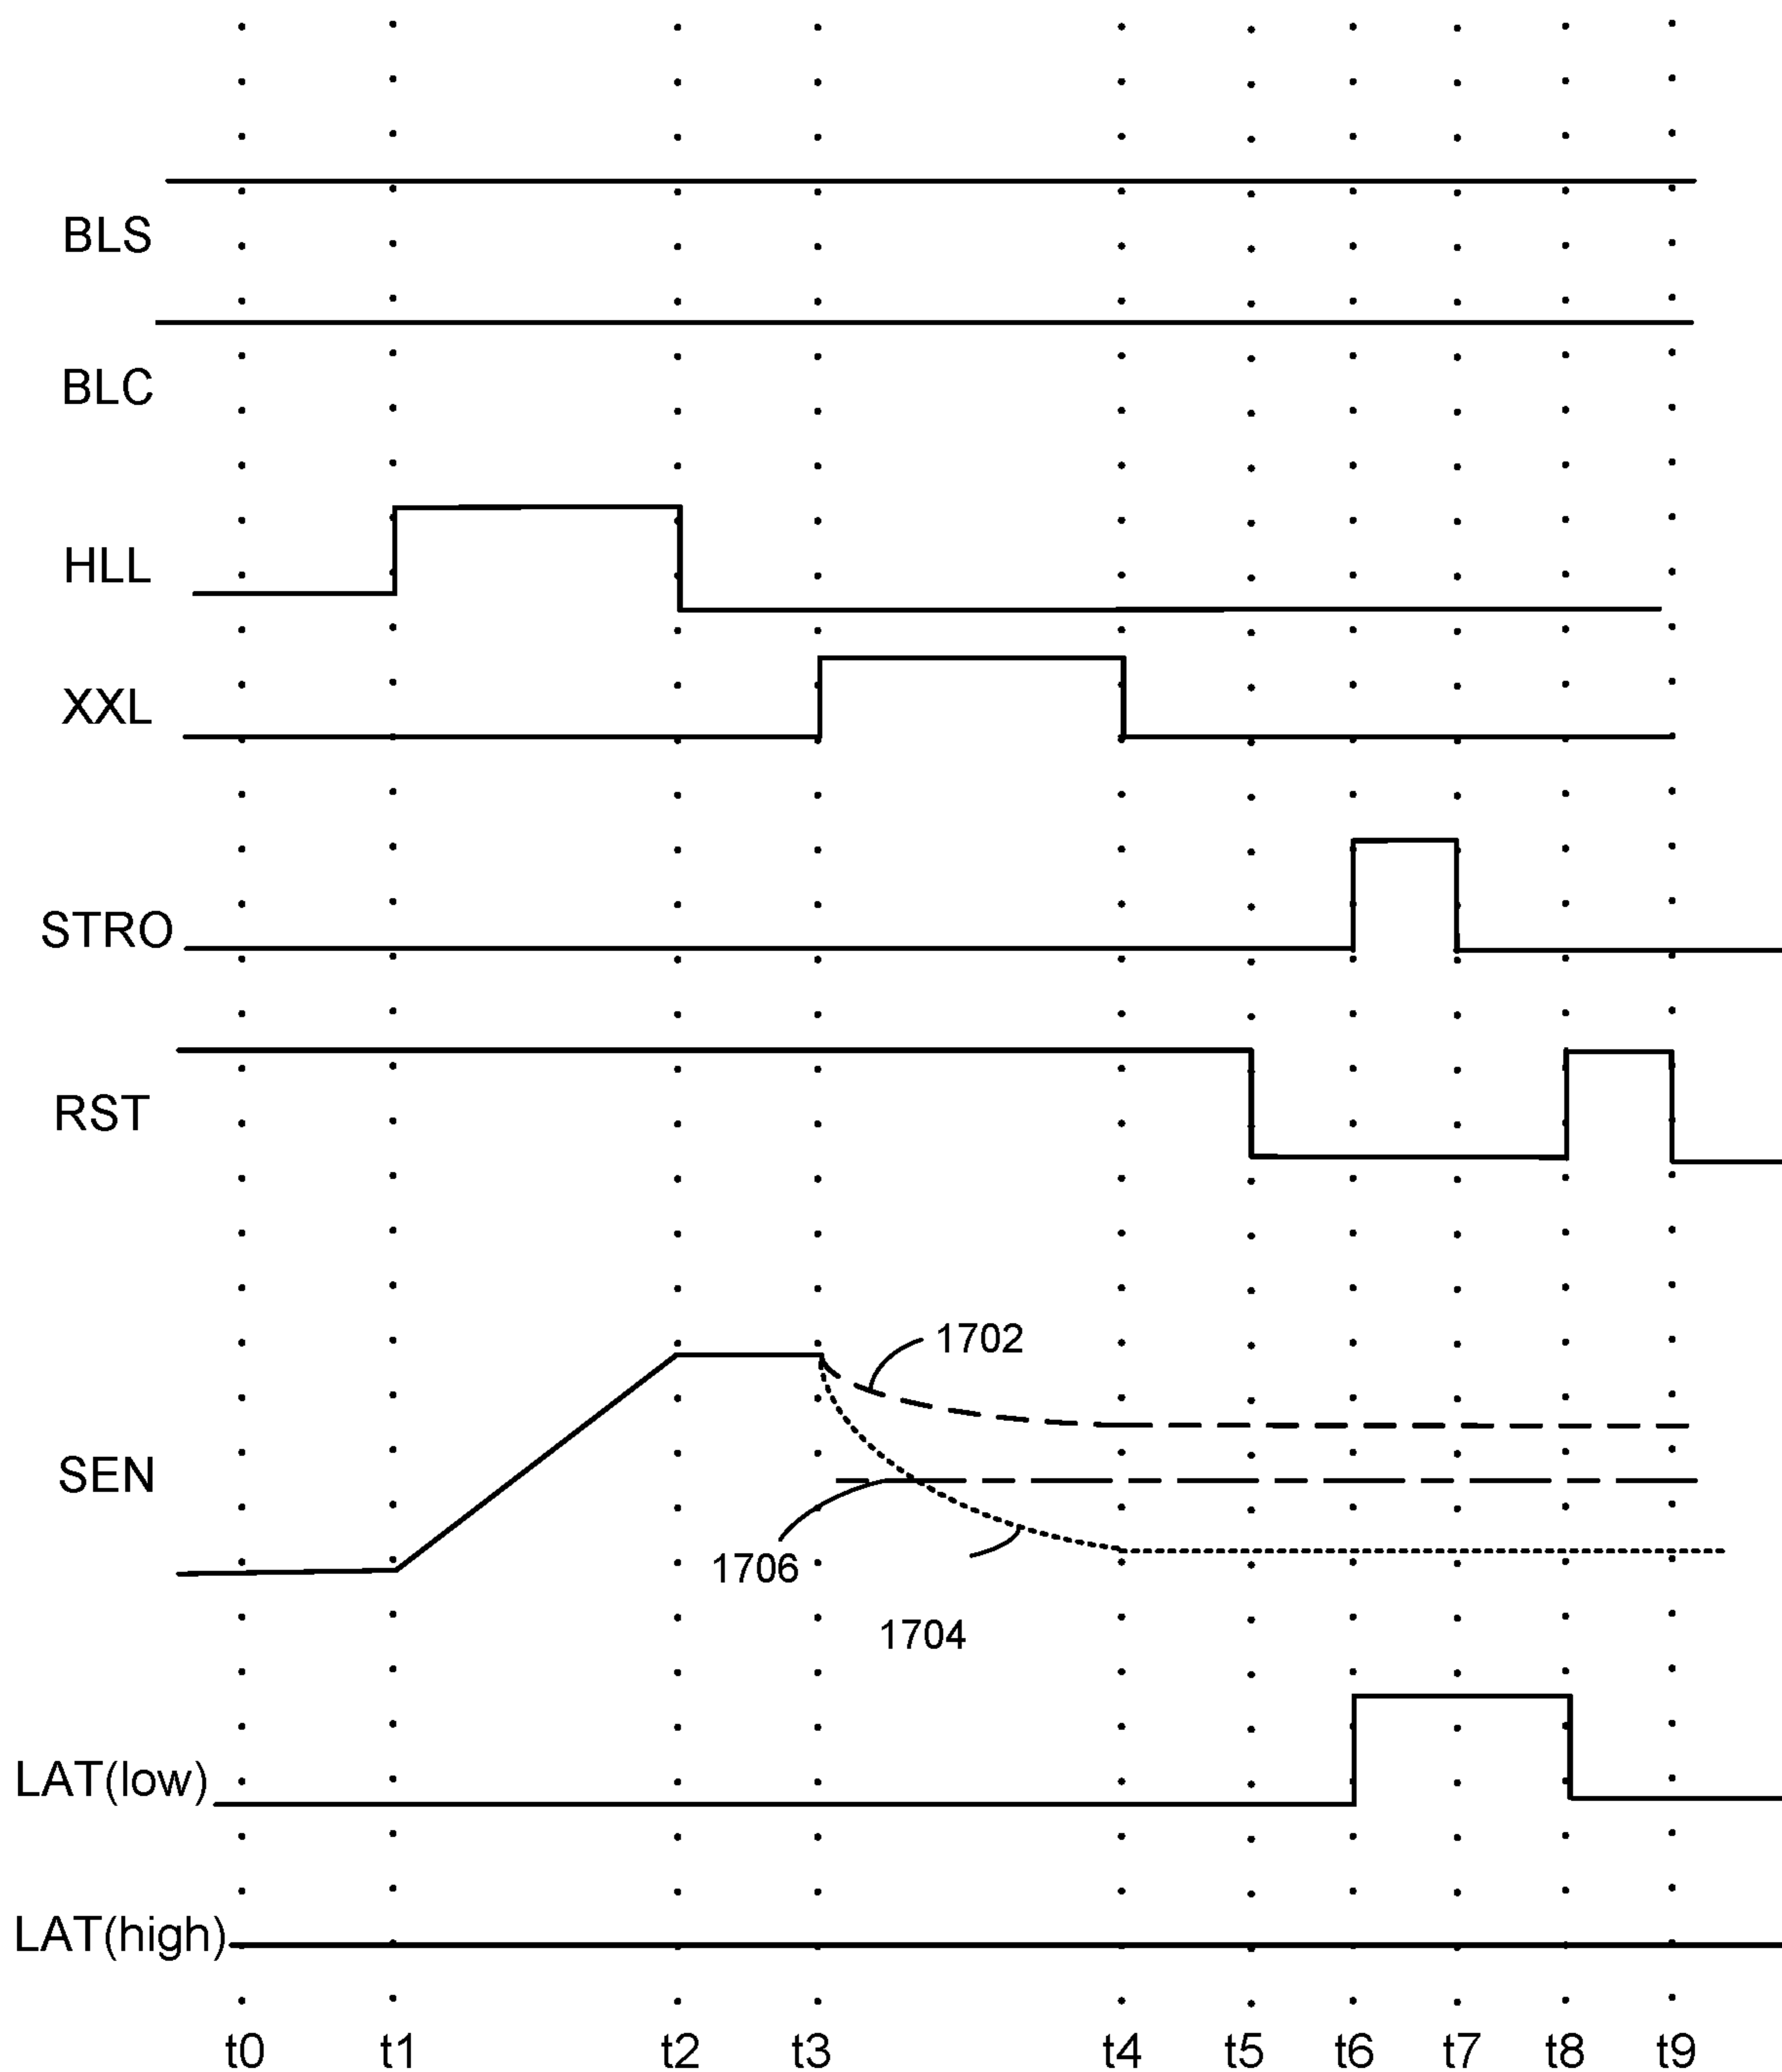 BLS
BLC
HLL
XXL
STRO
RST
1702
SEN
1706
1704
LAT(low)
LAT(high)
t0 t1 t2 t3 t4 t5 t6 t7 t8 t9